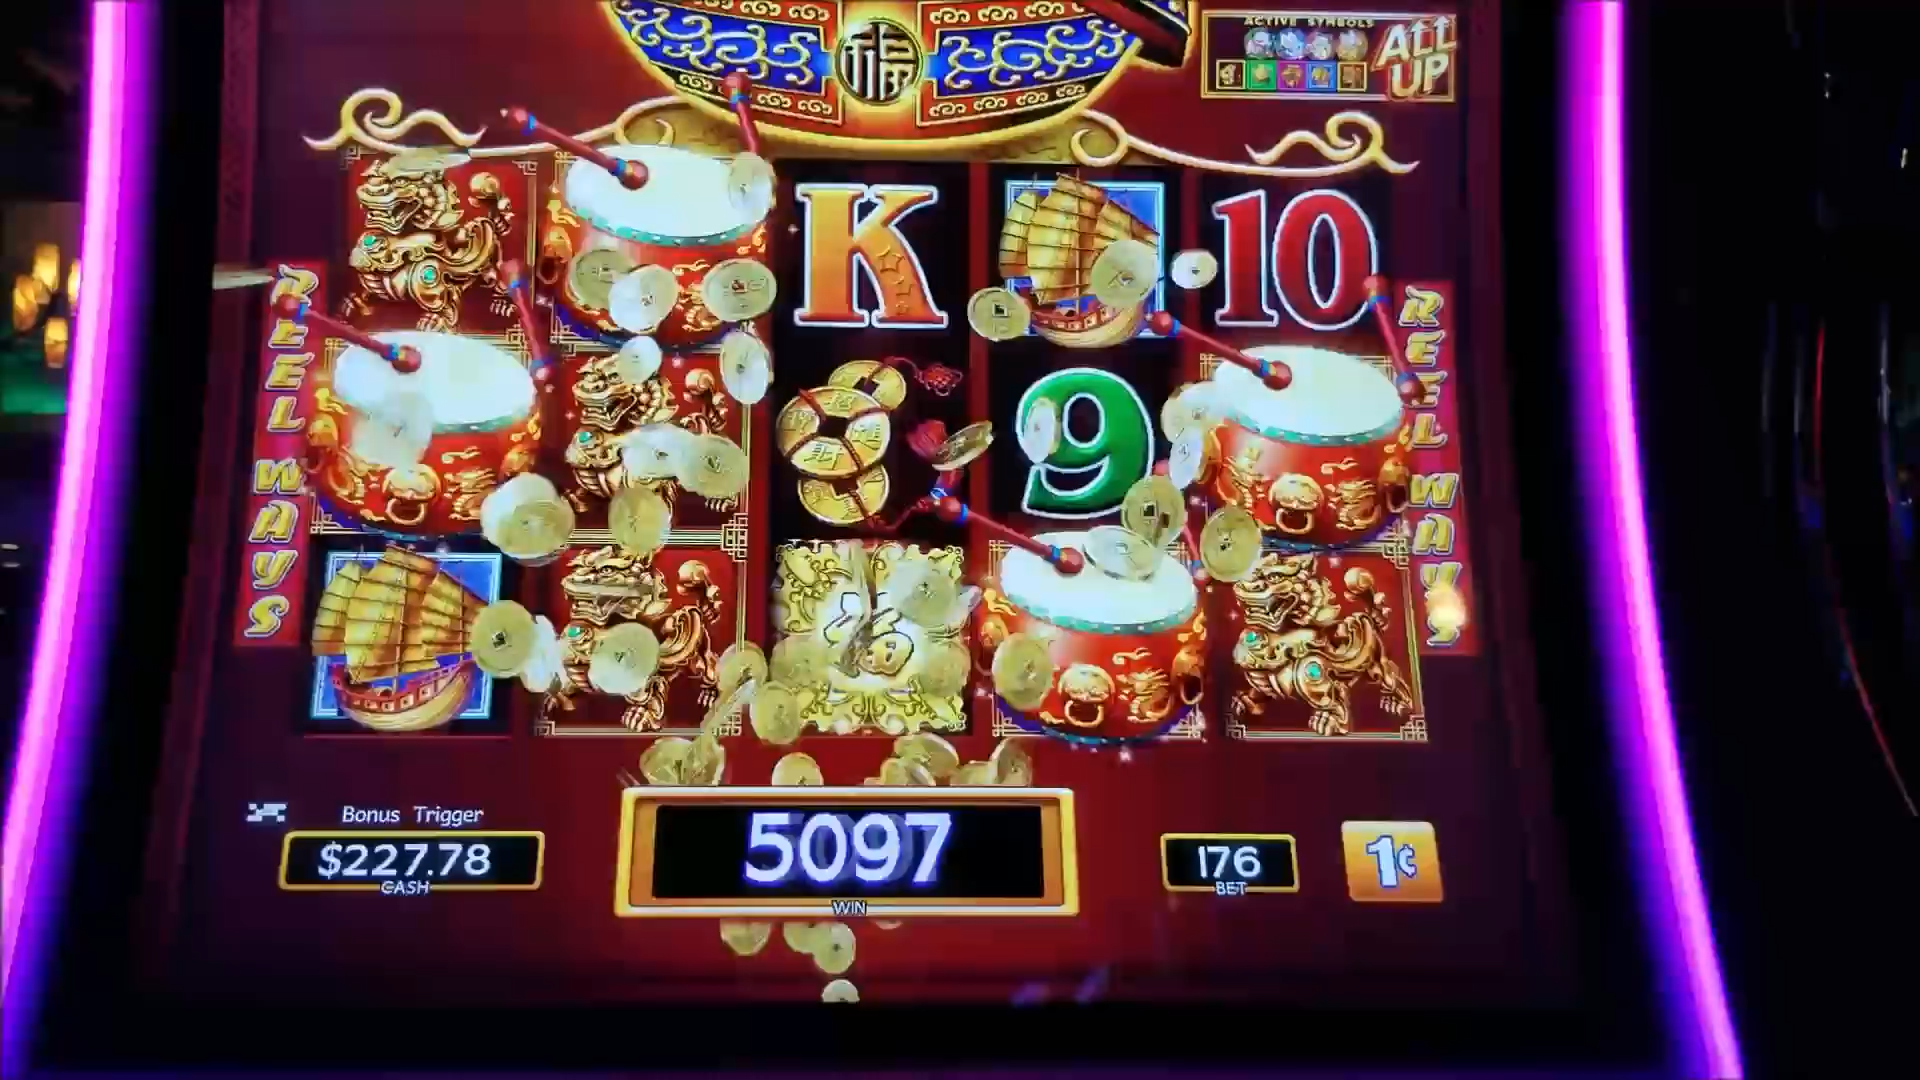 福
ACTIVE SYMBOLS
ALL UP
K
10
REEL WAYS
REEL WAYS
9
福
Bonus Trigger
$227.78
CASH
5097
WIN
176
BET
1¢